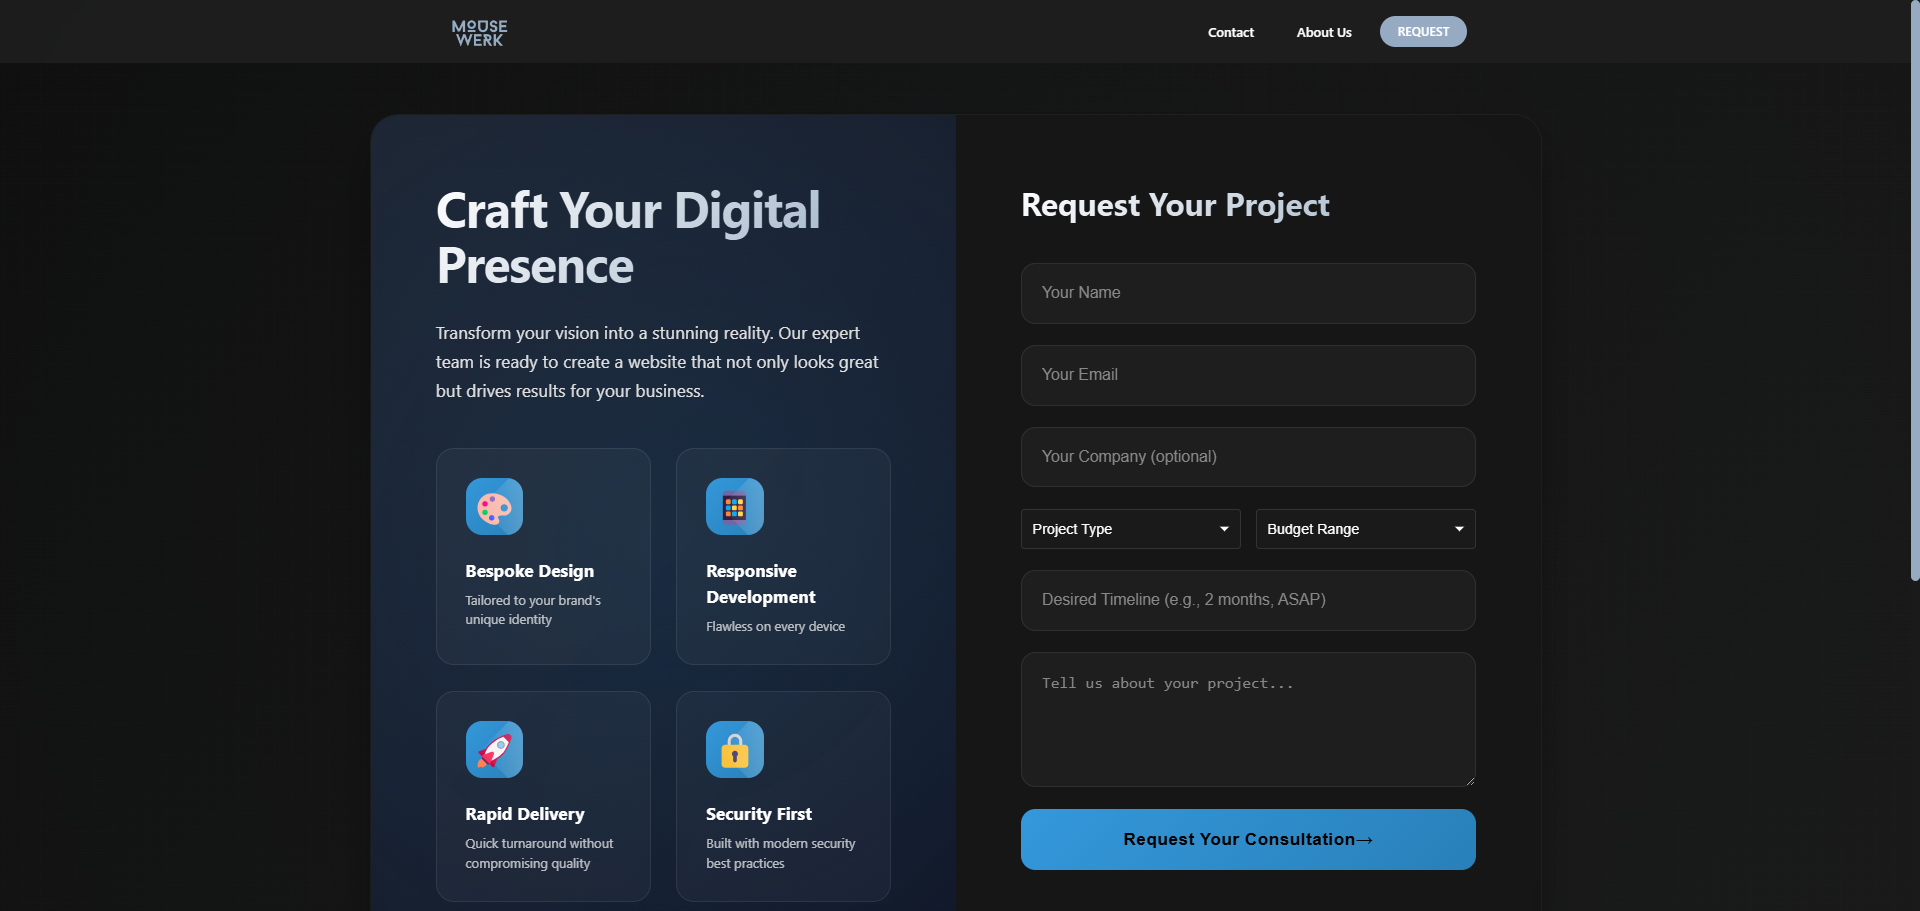 MOUSE
WERK
Contact
About Us
REQUEST
Craft Your Digital
Presence
Transform your vision into a stunning reality. Our expert
team is ready to create a website that not only looks great
but drives results for your business.
Bespoke Design
Tailored to your brand's
unique identity
Responsive
Development
Flawless on every device
Rapid Delivery
Quick turnaround without
compromising quality
Security First
Built with modern security
best practices
Request Your Project
Your Name
Your Email
Your Company (optional)
Project Type
Budget Range
Desired Timeline (e.g., 2 months, ASAP)
Tell us about your project...
Request Your Consultation→